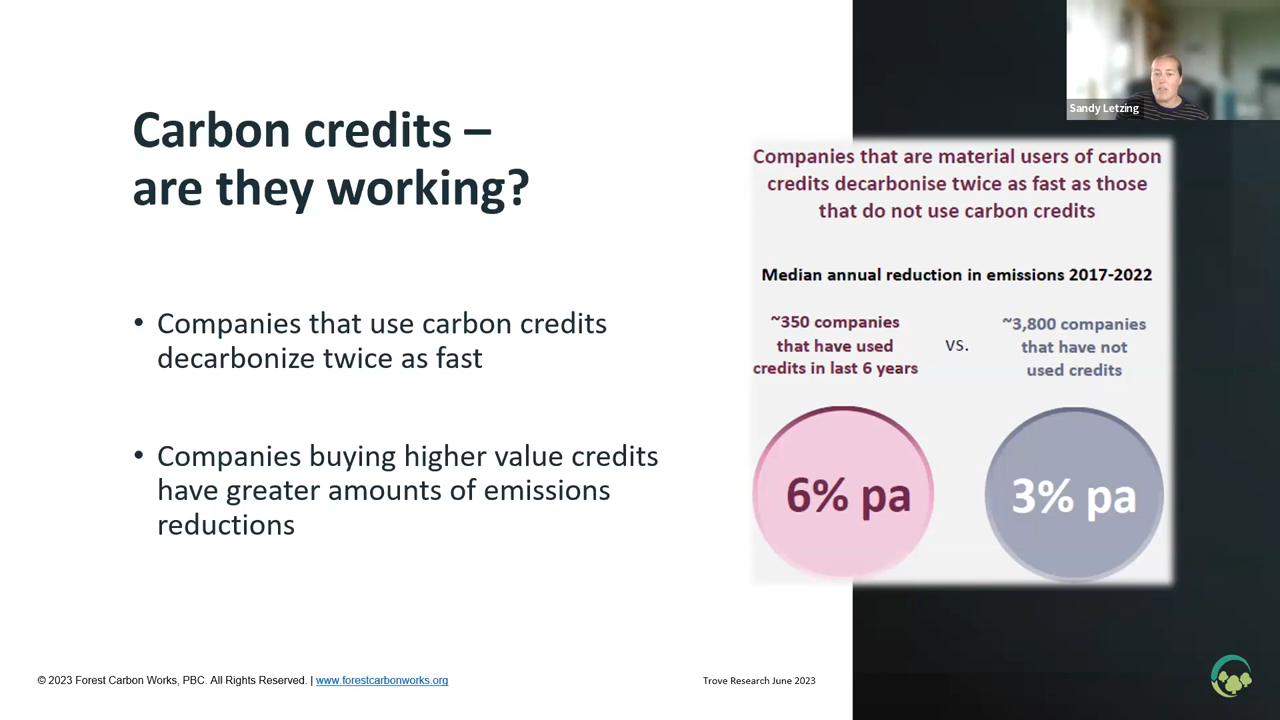 Carbon credits –
are they working?
• Companies that use carbon credits
decarbonize twice as fast
• Companies buying higher value credits
have greater amounts of emissions
reductions
Sandy Letzing
Companies that are material users of carbon
credits decarbonise twice as fast as those
that do not use carbon credits
Median annual reduction in emissions 2017-2022
~350 companies
that have used
credits in last 6 years
vs.
~3,800 companies
that have not
used credits
6% pa
3% pa
© 2023 Forest Carbon Works, PBC. All Rights Reserved. | www.forestcarbonworks.org
Trove Research June 2023